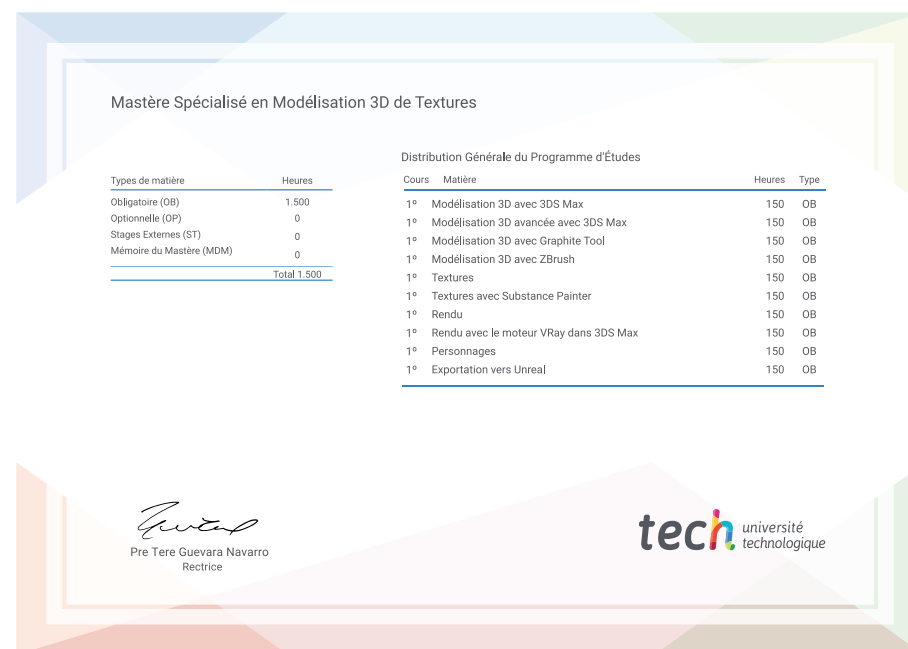 Mastère Spécialisé en Modélisation 3D de Textures
Types de matière Heures
Obligatoire (OB) 1.500
Optionnelle (OP) 0
Stages Externes (ST) 0
Mémoire du Mastère (MDM) 0
Total 1.500
Distribution Générale du Programme d'Études
Cours Matière Heures Type
1º Modélisation 3D avec 3DS Max 150 OB
1º Modélisation 3D avancée avec 3DS Max 150 OB
1º Modélisation 3D avec Graphite Tool 150 OB
1º Modélisation 3D avec ZBrush 150 OB
1º Textures 150 OB
1º Textures avec Substance Painter 150 OB
1º Rendu 150 OB
1º Rendu avec le moteur VRay dans 3DS Max 150 OB
1º Personnages 150 OB
1º Exportation vers Unreal 150 OB
Pre Tere Guevara Navarro
Rectrice
tech université
technologique